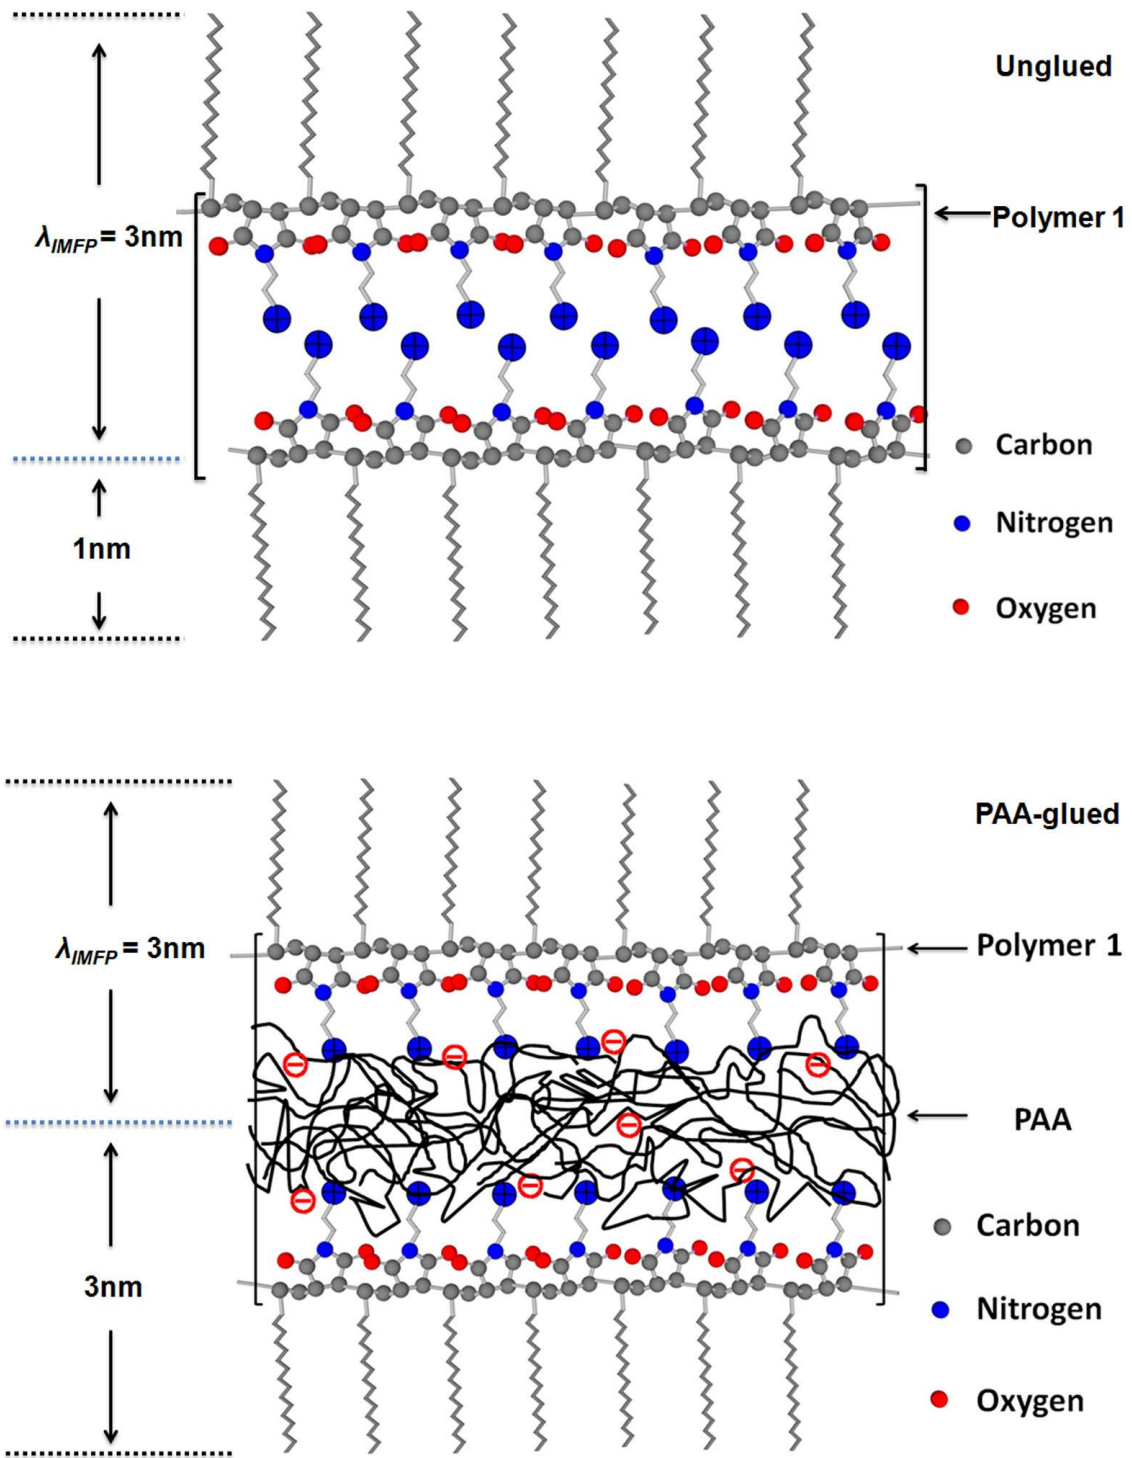 Unglued
Polymer 1
λIMFP = 3nm
Carbon
Nitrogen
1nm
Oxygen
PAA-glued
Polymer 1
λIMFP = 3nm
PAA
Carbon
3nm
Nitrogen
Oxygen